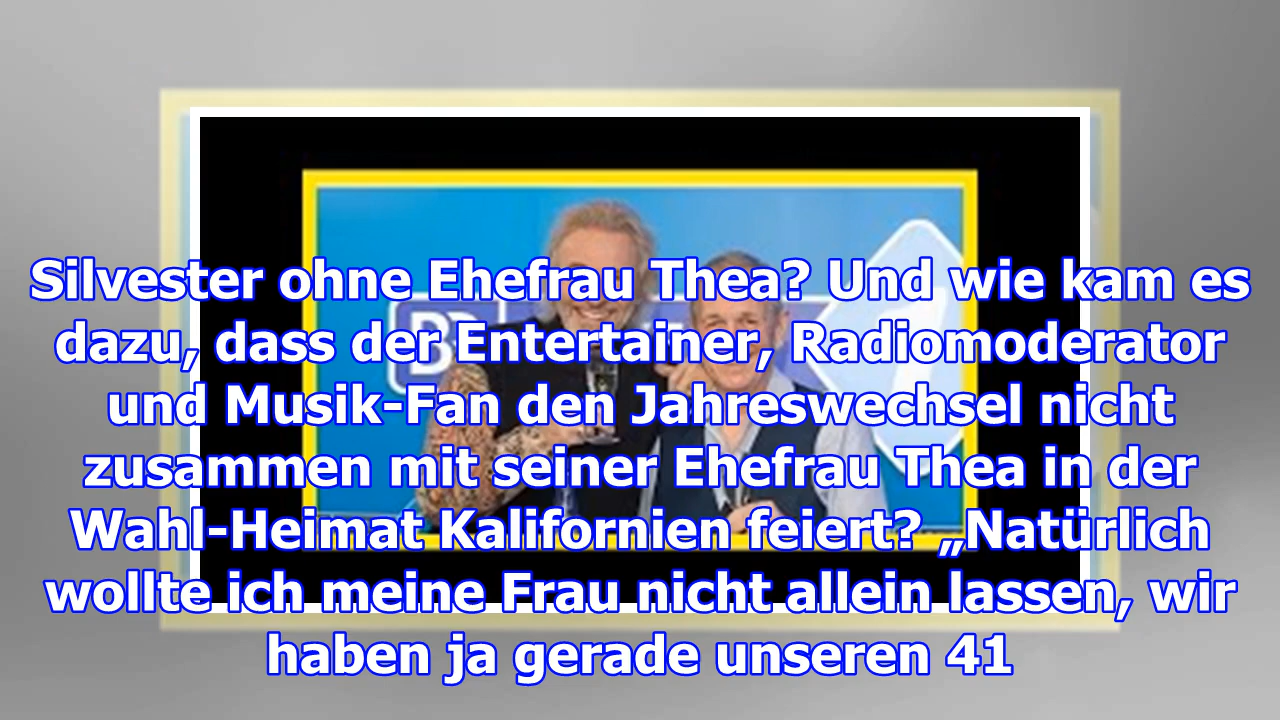 Silvester ohne Ehefrau Thea? Und wie kam es
dazu, dass der Entertainer, Radiomoderator
und Musik-Fan den Jahreswechsel nicht
zusammen mit seiner Ehefrau Thea in der
Wahl-Heimat Kalifornien feiert? „Natürlich
wollte ich meine Frau nicht allein lassen, wir
haben ja gerade unseren 41